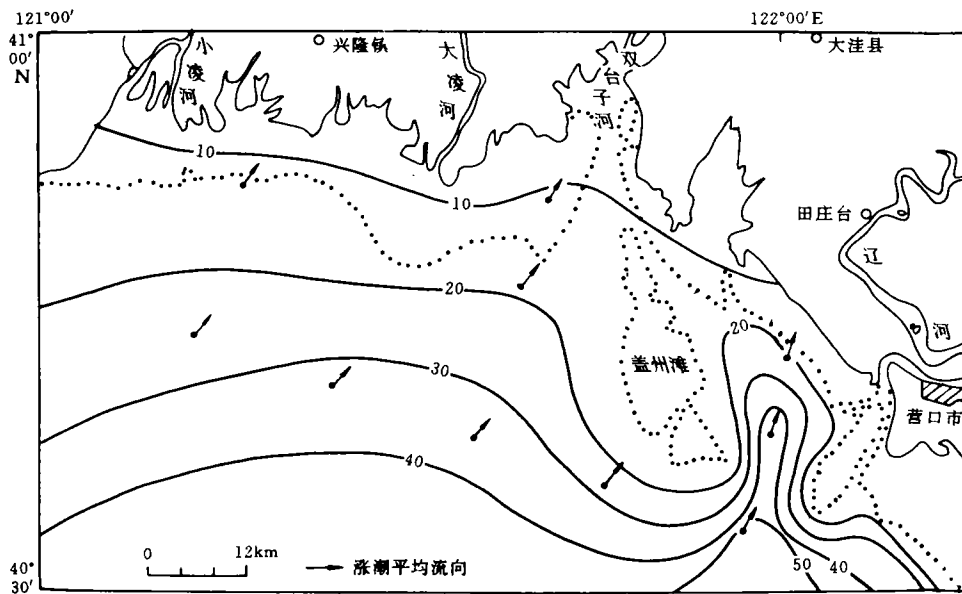 121°00′
122°00′E
41°
00′
N
小凌河
兴隆镇
大凌河
双台子河
大洼县
10
10
田庄台
辽河
20
20
盖州滩
30
营口市
40
0 12km
涨潮平均流向
50
40
40°
30′